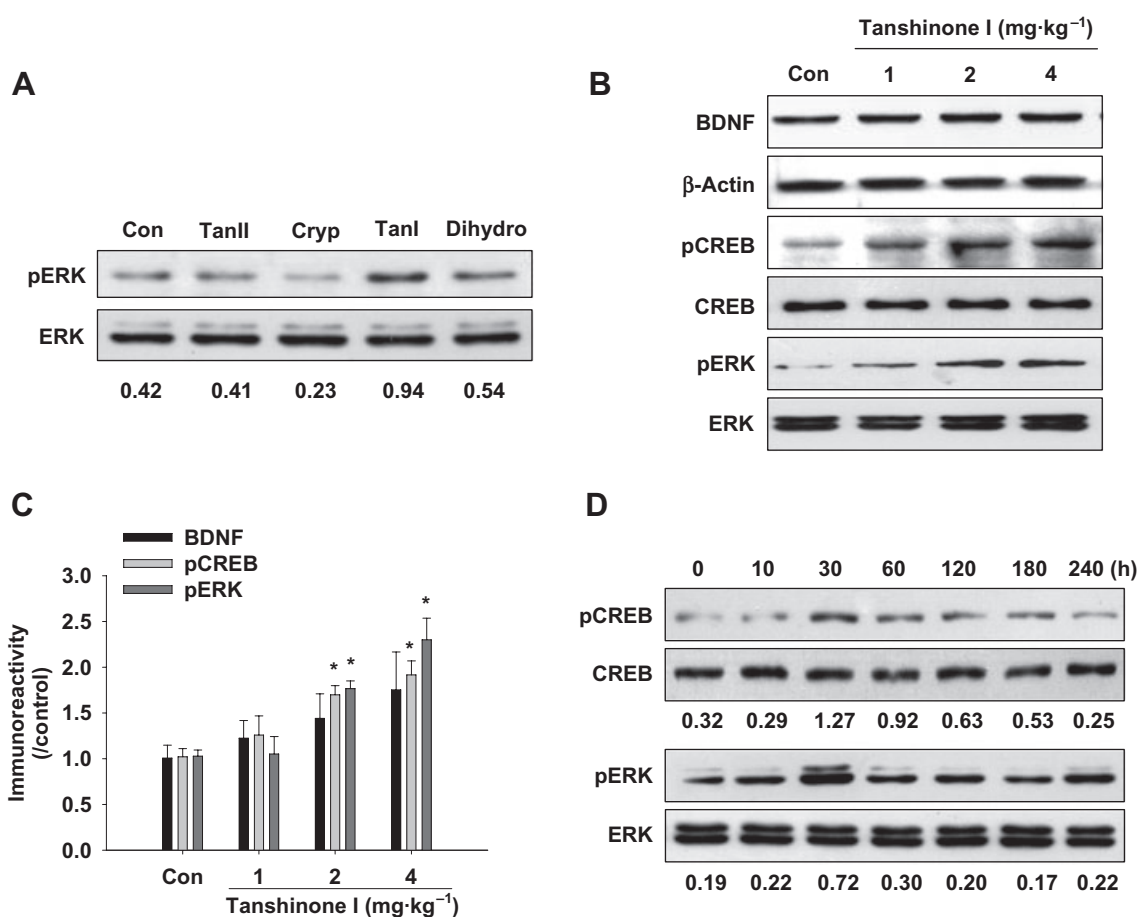 A
Con TanII Cryp TanI Dihydro
pERK
ERK
0.42 0.41 0.23 0.94 0.54
B
Tanshinone I (mg·kg⁻¹)
Con 1 2 4
BDNF
β-Actin
pCREB
CREB
pERK
ERK
C
BDNF
pCREB
pERK
Immunoreactivity
(/control)
3.0
2.5
2.0
1.5
1.0
0.5
0.0
* * * *
Con 1 2 4
Tanshinone I (mg·kg⁻¹)
D
0 10 30 60 120 180 240 (h)
pCREB
CREB
0.32 0.29 1.27 0.92 0.63 0.53 0.25
pERK
ERK
0.19 0.22 0.72 0.30 0.20 0.17 0.22